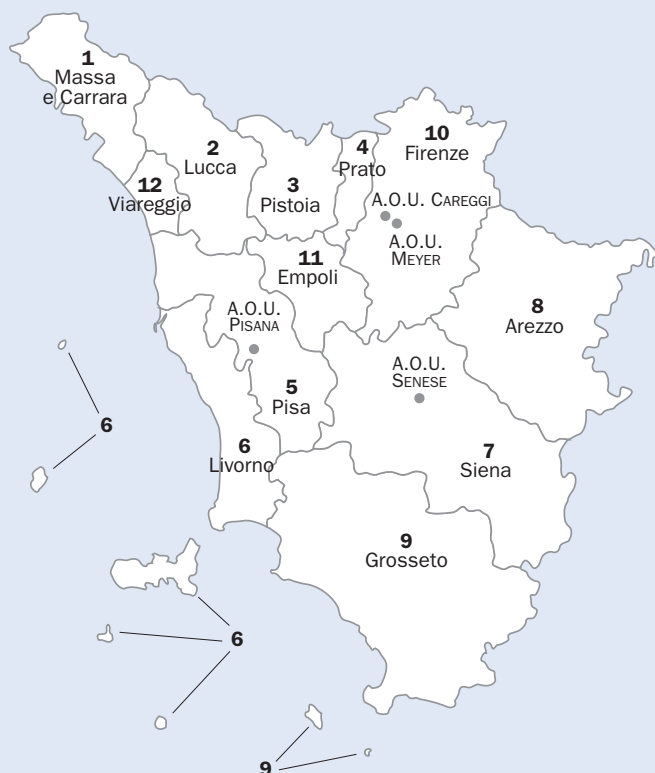 1
Massa
e Carrara
2
Lucca
12
Viareggio
3
Pistoia
4
Prato
10
Firenze
A.O.U. CAREGGI
A.O.U.
MEYER
11
Empoli
A.O.U.
PISANA
8
Arezzo
A.O.U.
SENESE
5
Pisa
6
6
Livorno
7
Siena
9
Grosseto
6
9